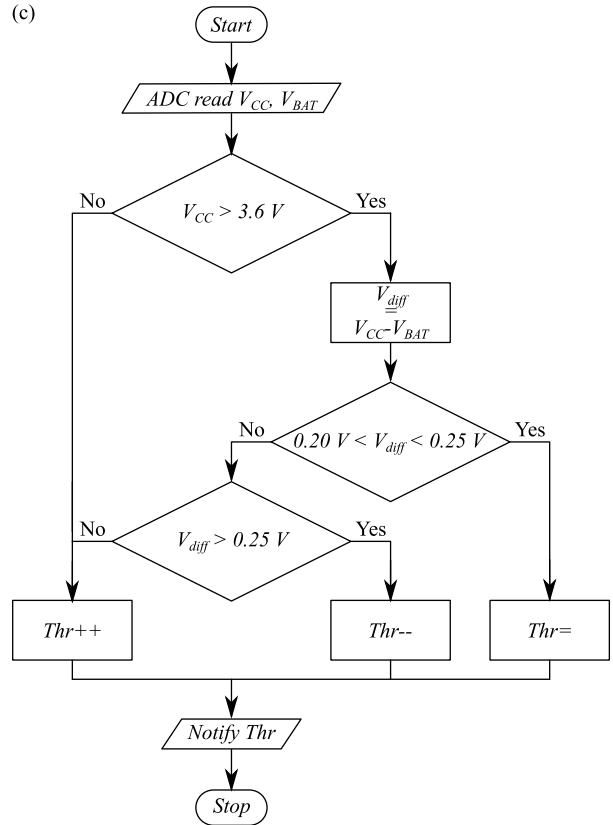 (c)
Start
ADC read V_CC, V_BAT
No
Yes
V_CC > 3.6 V
V_diff
=
V_CC-V_BAT
No
0.20 V < V_diff < 0.25 V
Yes
No
V_diff > 0.25 V
Yes
Thr++
Thr--
Thr=
Notify Thr
Stop